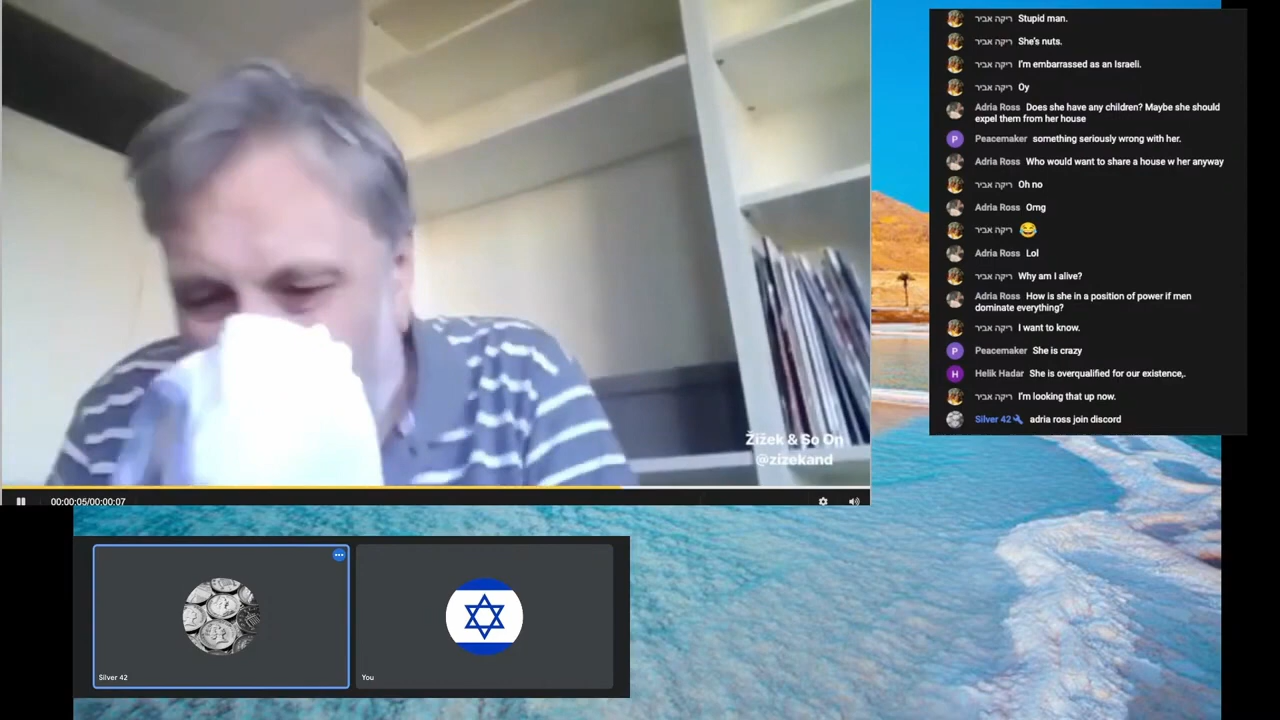 ריקה אביר Stupid man.
ריקה אביר She's nuts.
ריקה אביר I'm embarrassed as an Israeli.
ריקה אביר Oy
Adria Ross Does she have any children? Maybe she should
expel them from her house
P Peacemaker something seriously wrong with her.
Adria Ross Who would want to share a house w her anyway
ריקה אביר Oh no
Adria Ross Omg
ריקה אביר 😂
Adria Ross Lol
ריקה אביר Why am I alive?
Adria Ross How is she in a position of power if men
dominate everything?
ריקה אביר I want to know.
P Peacemaker She is crazy
H Helik Hadar She is overqualified for our existence,.
ריקה אביר I'm looking that up now.
Silver 42 adria ross join discord
Žižek & So On
@zizekand
00:00:05/00:00:07
Silver 42
You